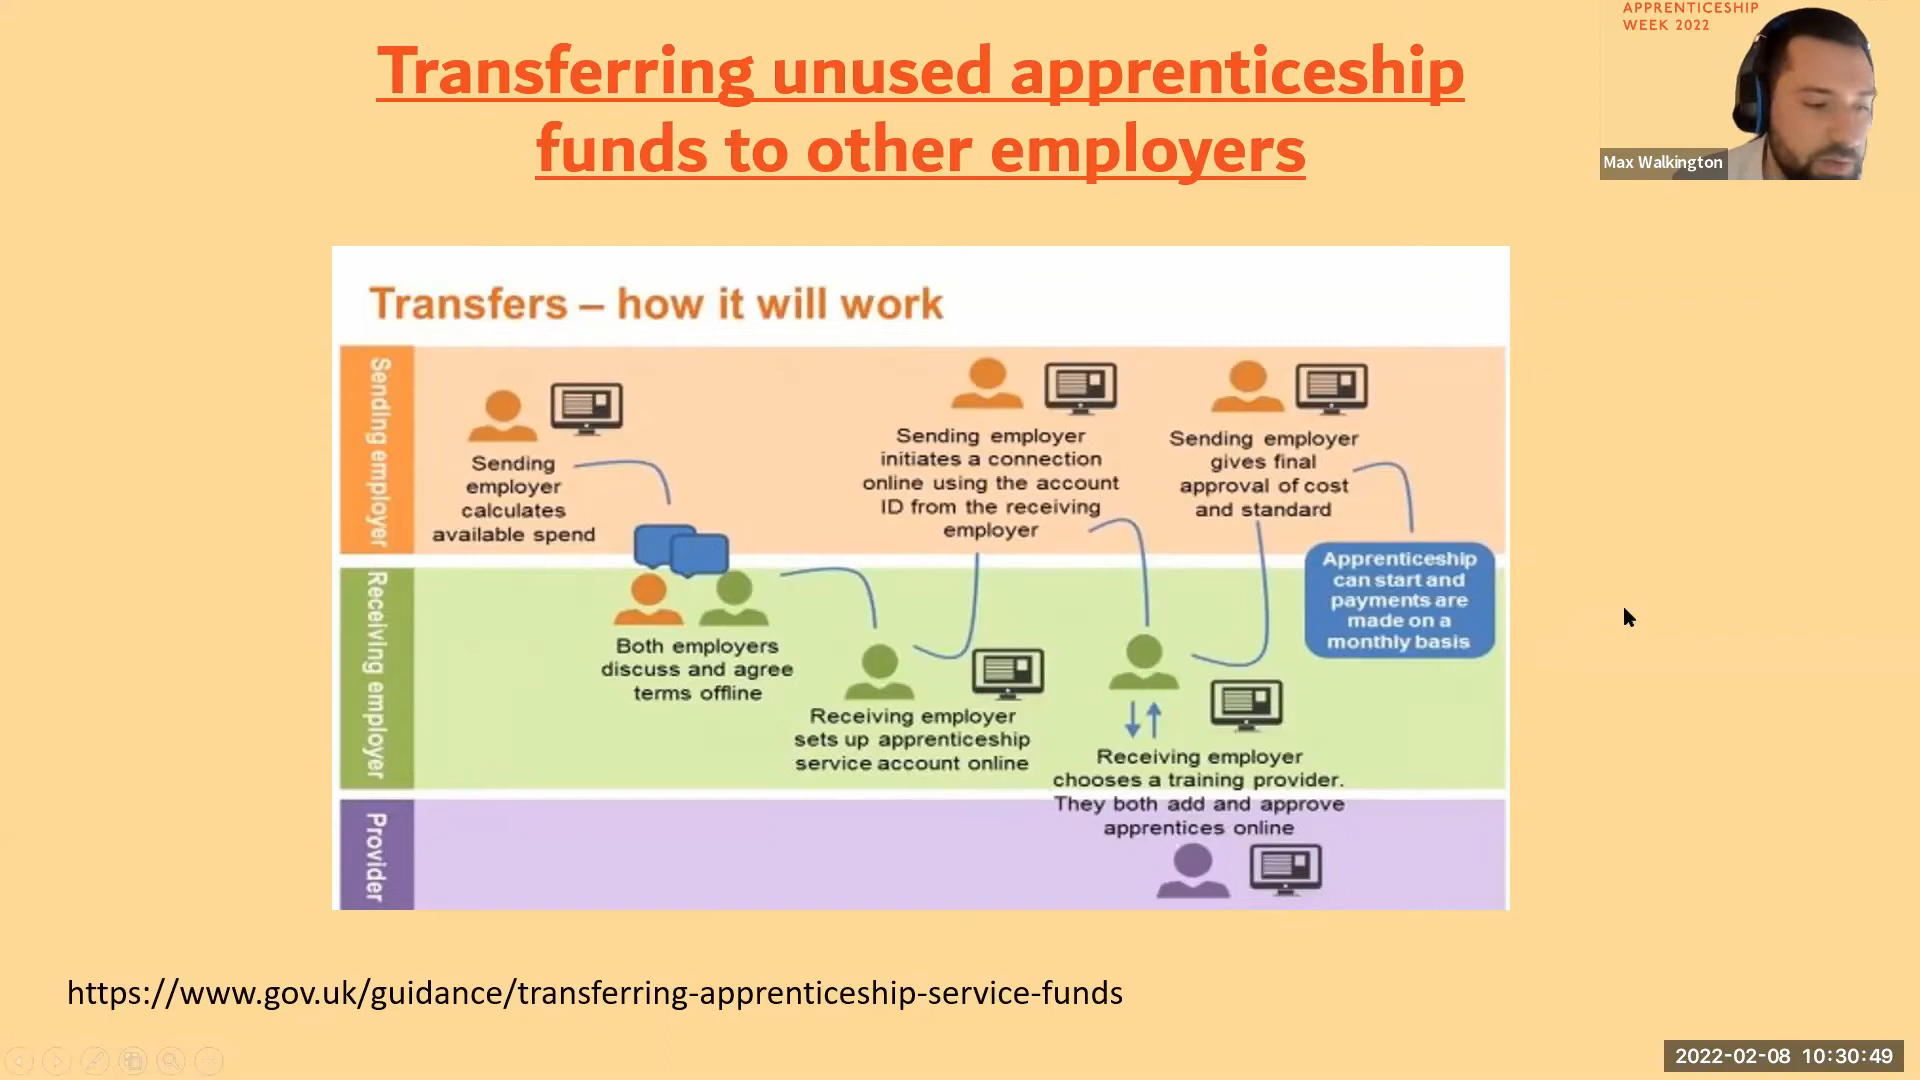 APPRENTICESHIP
WEEK 2022
Transferring unused apprenticeship
funds to other employers
Max Walkington
Transfers – how it will work
Sending employer
Sending
employer
calculates
available spend
Both employers
discuss and agree
terms offline
Receiving employer
sets up apprenticeship
service account online
Sending employer
initiates a connection
online using the account
ID from the receiving
employer
Receiving employer
chooses a training provider.
They both add and approve
apprentices online
Sending employer
gives final
approval of cost
and standard
Apprenticeship
can start and
payments are
made on a
monthly basis
Receiving employer
Provider
https://www.gov.uk/guidance/transferring-apprenticeship-service-funds
2022-02-08 10:30:49